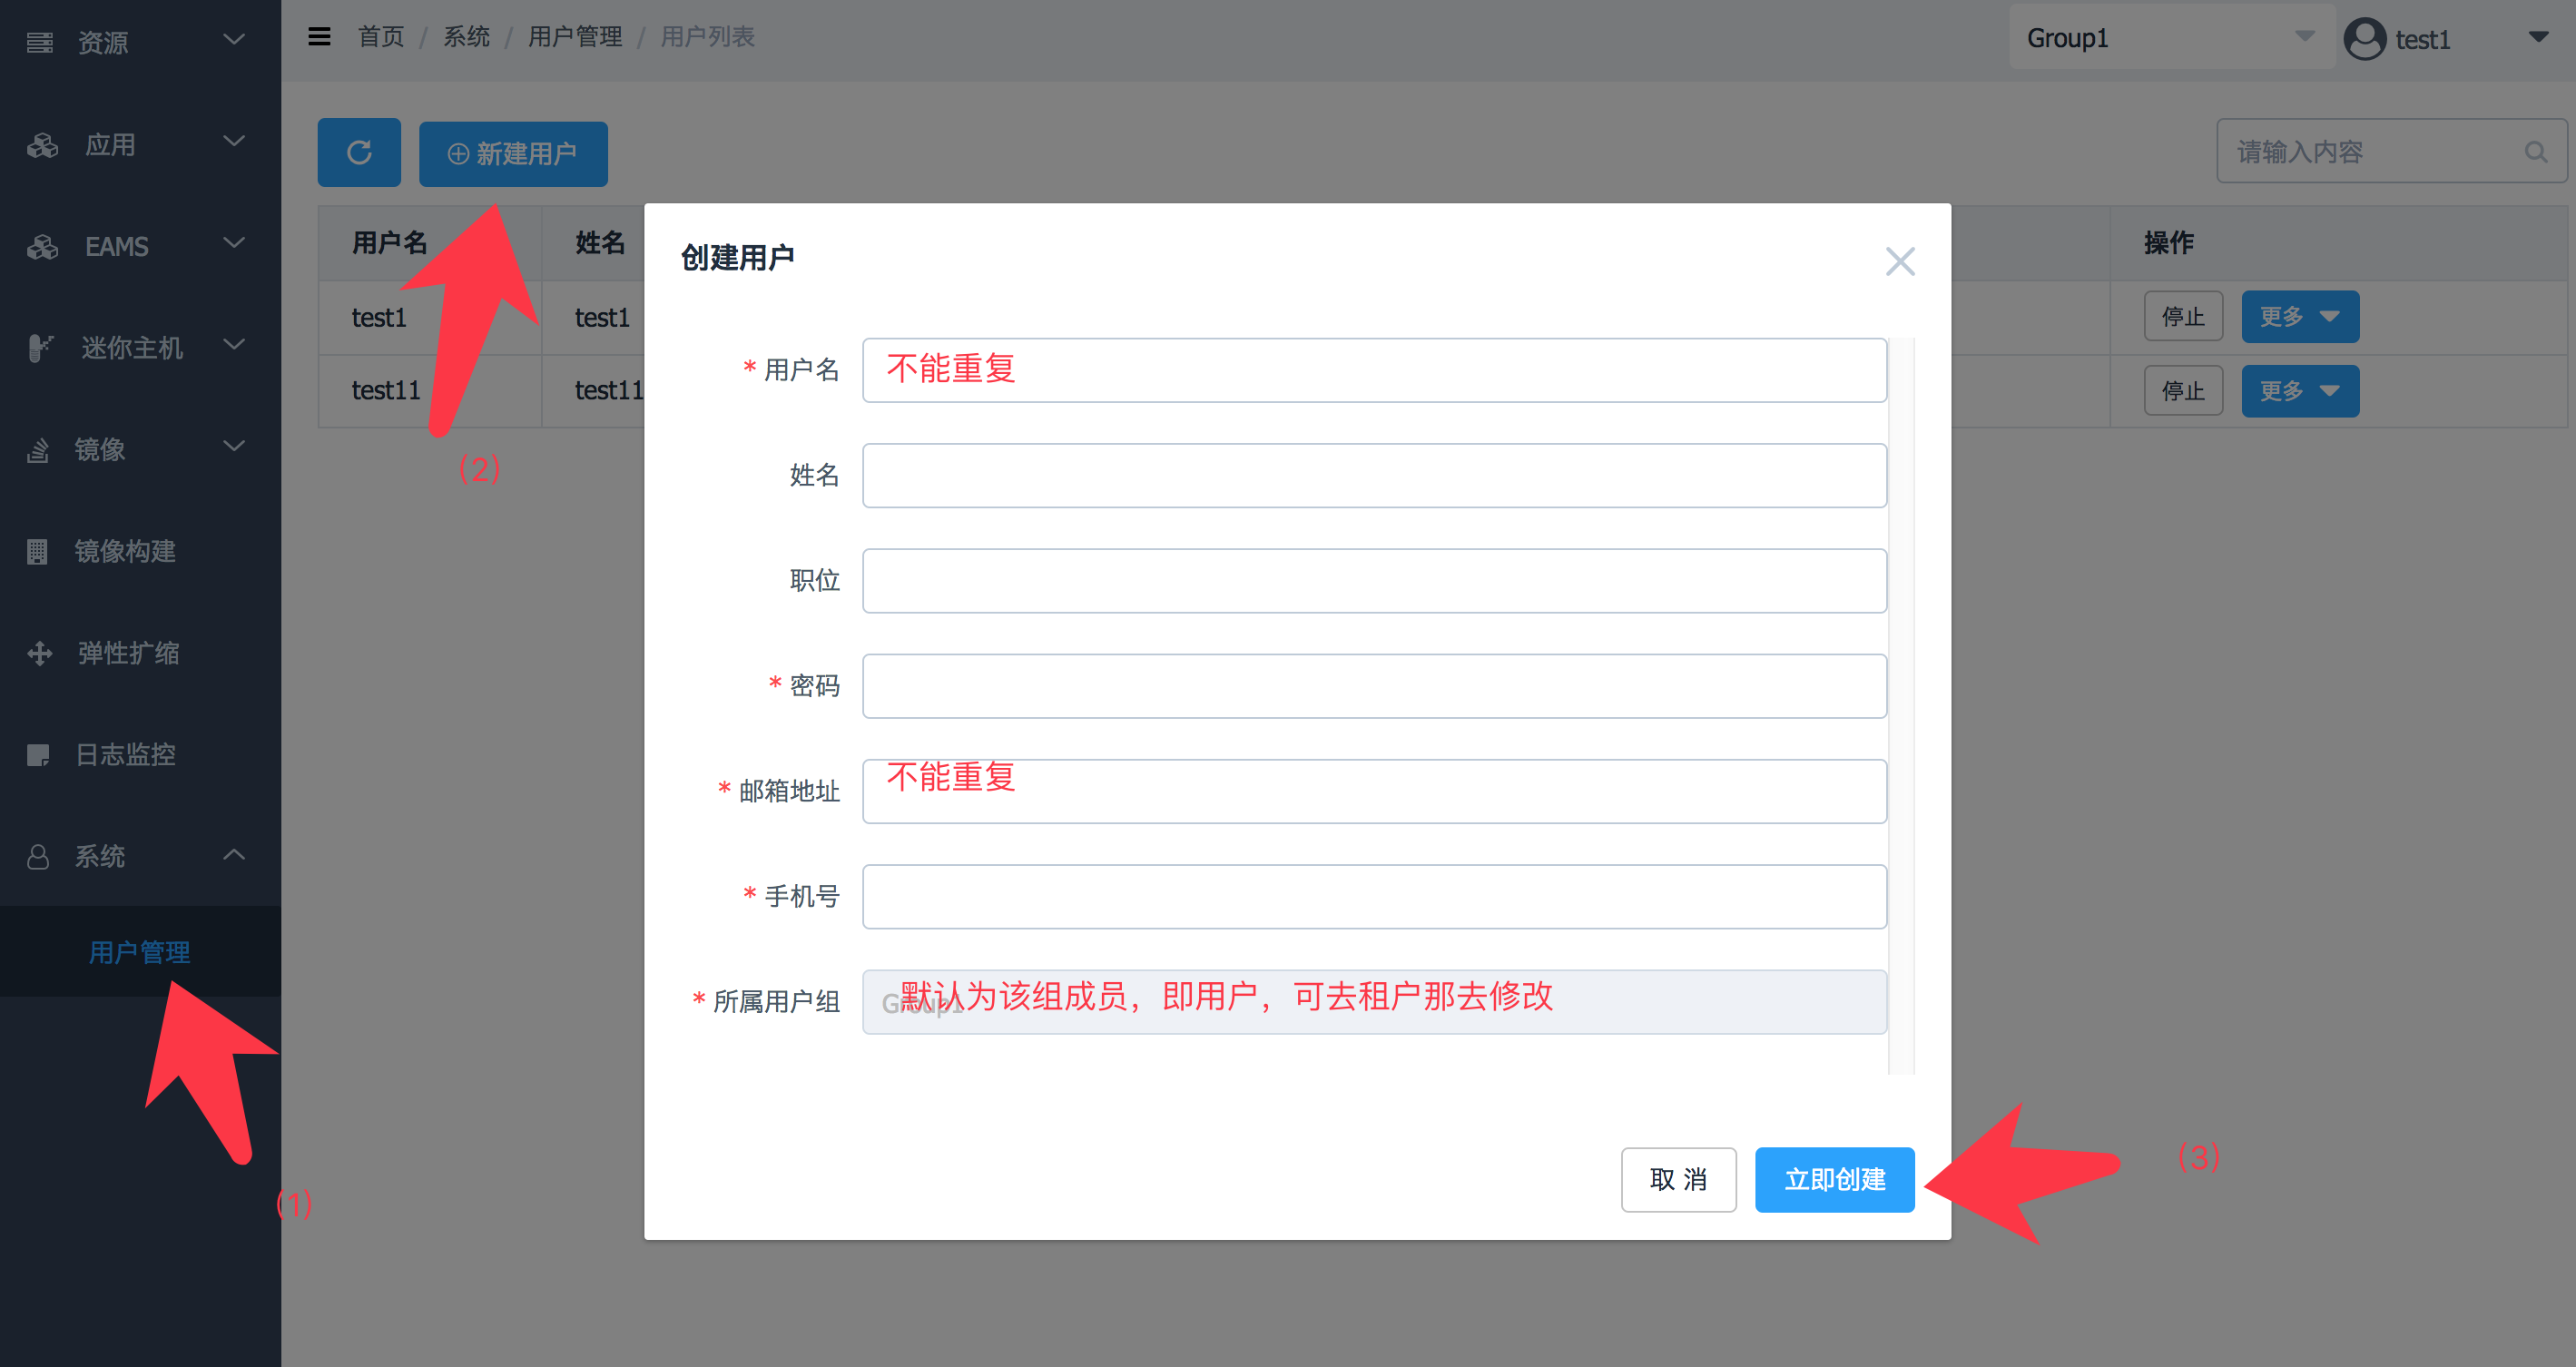 首页 / 系统 / 用户管理 / 用户列表
Group1
test1
资源
应用
EAMS
迷你主机
镜像
镜像构建
弹性扩缩
日志监控
系统
用户管理
(1)
新建用户
请输入内容
用户名 姓名 操作
test1 test1 停止 更多
test11 test11 停止 更多
(2)
创建用户
* 用户名 不能重复
姓名
职位
* 密码
* 邮箱地址 不能重复
* 手机号
* 所属用户组 Group1
默认为该组成员，即用户，可去租户那去修改
取 消 立即创建
(3)